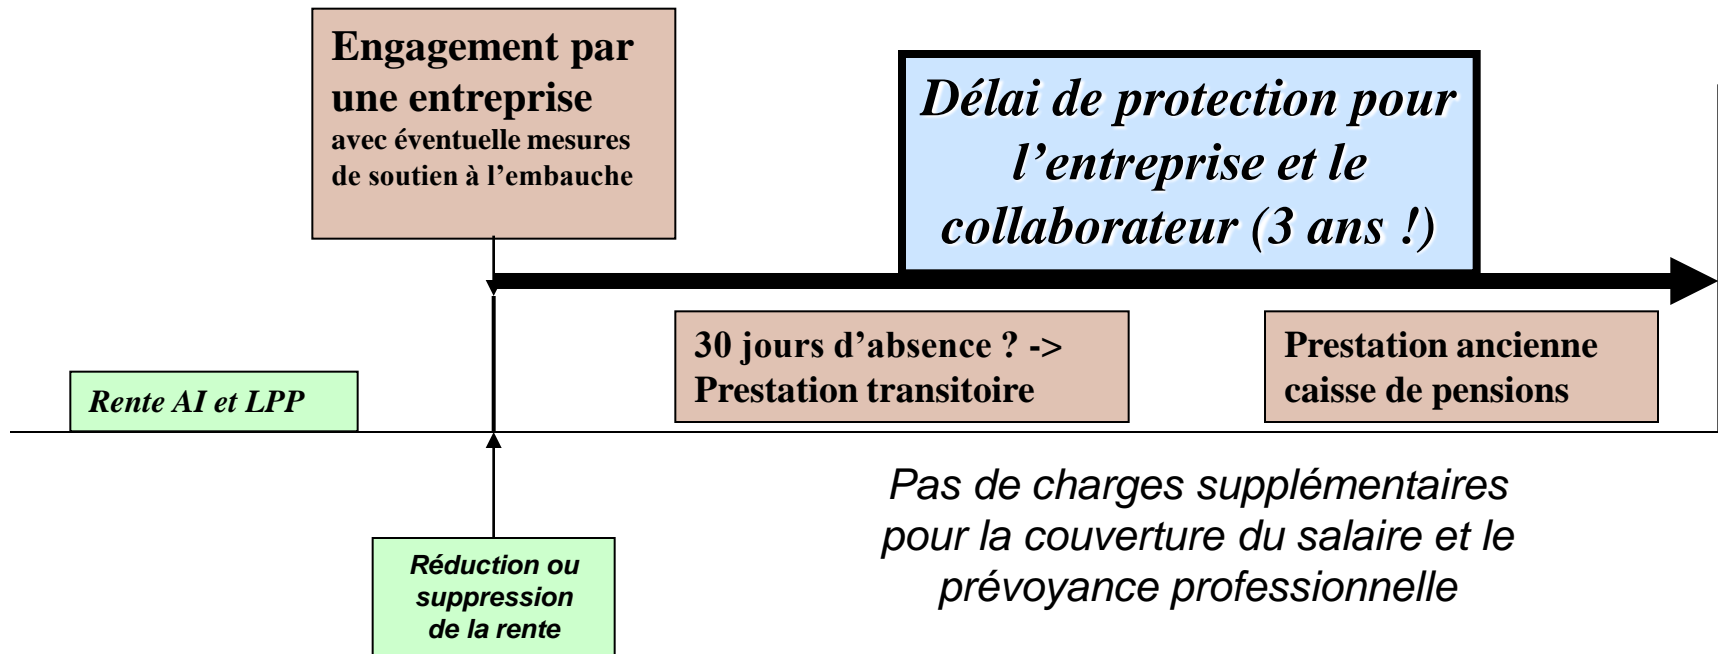 Engagement par
une entreprise
avec éventuelle mesures
de soutien à l’embauche
Délai de protection pour
l’entreprise et le
collaborateur (3 ans !)
30 jours d’absence ? ->
Prestation transitoire
Prestation ancienne
caisse de pensions
Rente AI et LPP
Pas de charges supplémentaires
pour la couverture du salaire et le
prévoyance professionnelle
Réduction ou
suppression
de la rente